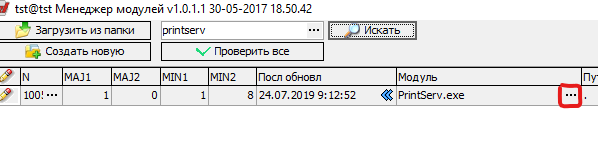 tst@tst Менеджер модулей v1.0.1.1 30-05-2017 18.50.42
Загрузить из папки printserv ... Искать
Создать новую Проверить все
N MAJ1 MAJ2 MIN1 MIN2 Посл обновл Модуль Пут
100! ... 1 0 1 8 24.07.2019 9:12:52 PrintServ.exe ... .